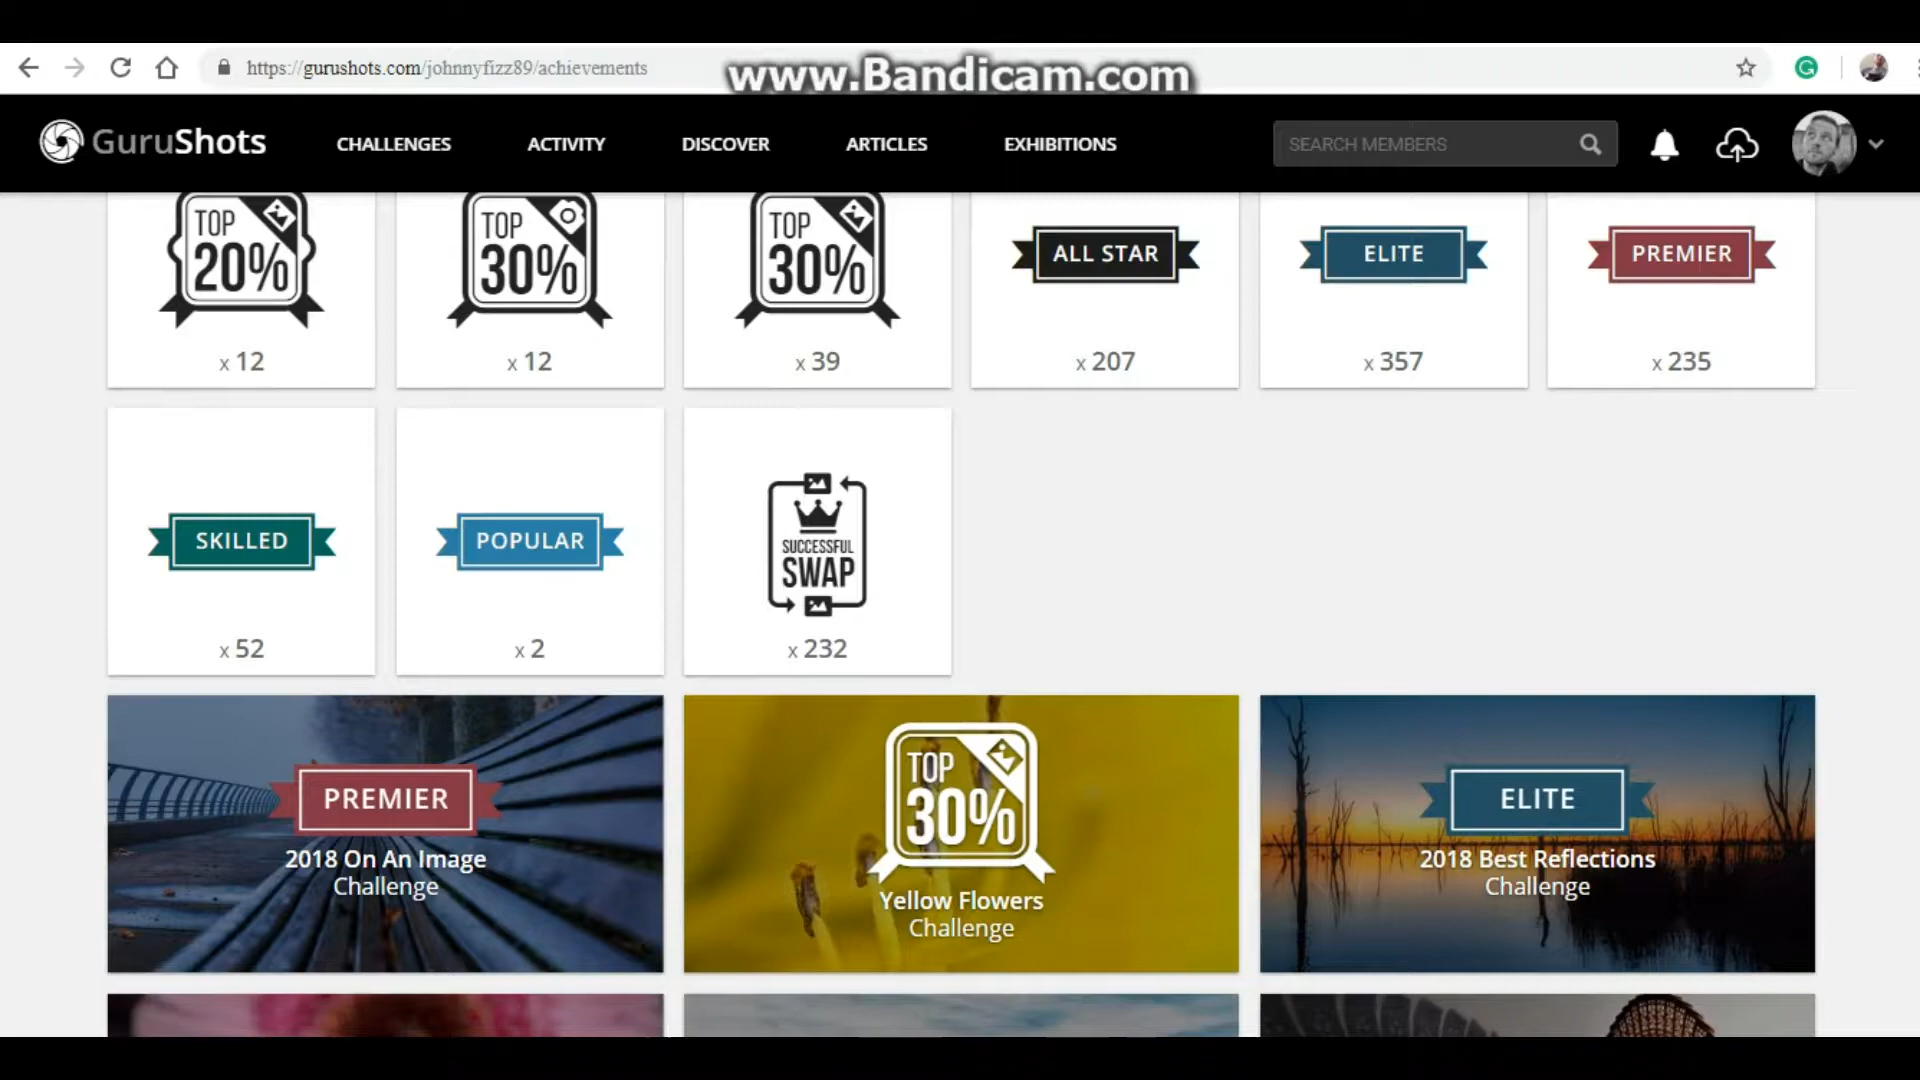 https://gurushots.com/johnnyfizz89/achievements
www.Bandicam.com
GuruShots
CHALLENGES
ACTIVITY
DISCOVER
ARTICLES
EXHIBITIONS
SEARCH MEMBERS
TOP
20%
x 12
TOP
30%
x 12
TOP
30%
x 39
ALL STAR
x 207
ELITE
x 357
PREMIER
x 235
SKILLED
x 52
POPULAR
x 2
SUCCESSFUL
SWAP
x 232
PREMIER
2018 On An Image
Challenge
TOP
30%
Yellow Flowers
Challenge
ELITE
2018 Best Reflections
Challenge